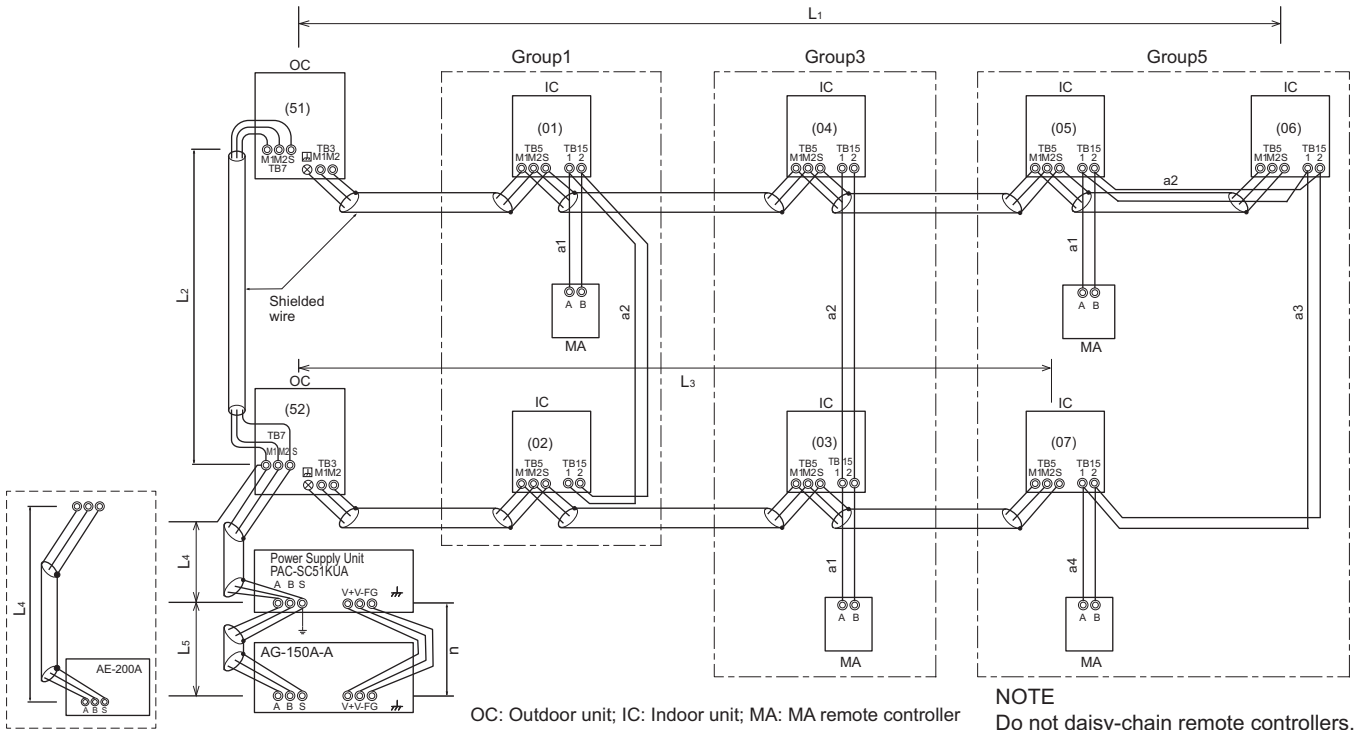 L1
Group1
Group3
Group5
OC
IC
IC
IC
IC
(51)
(01)
(04)
(05)
(06)
M1M2S
TB7
TB3
M1M2
TB5
M1M2S
TB15
1 2
TB5
M1M2S
TB15
1 2
TB5
M1M2S
TB15
1 2
TB5
M1M2S
TB15
1 2
a2
a1
a1
L2
Shielded
wire
A B
MA
a2
a2
A B
MA
a3
L3
OC
IC
IC
IC
(52)
(02)
(03)
(07)
TB7
M1M2 S
TB3
M1M2
TB5
M1M2S
TB15
1 2
TB5
M1M2S
TB 15
1 2
TB5
M1M2S
TB15
1 2
L4
L4
Power Supply Unit
PAC-SC51KUA
A B S
V+V-FG
a1
a4
L5
n
AG-150A-A
A B S
V+V-FG
AE-200A
A B S
A B
MA
A B
MA
OC: Outdoor unit; IC: Indoor unit; MA: MA remote controller
NOTE
Do not daisy-chain remote controllers.